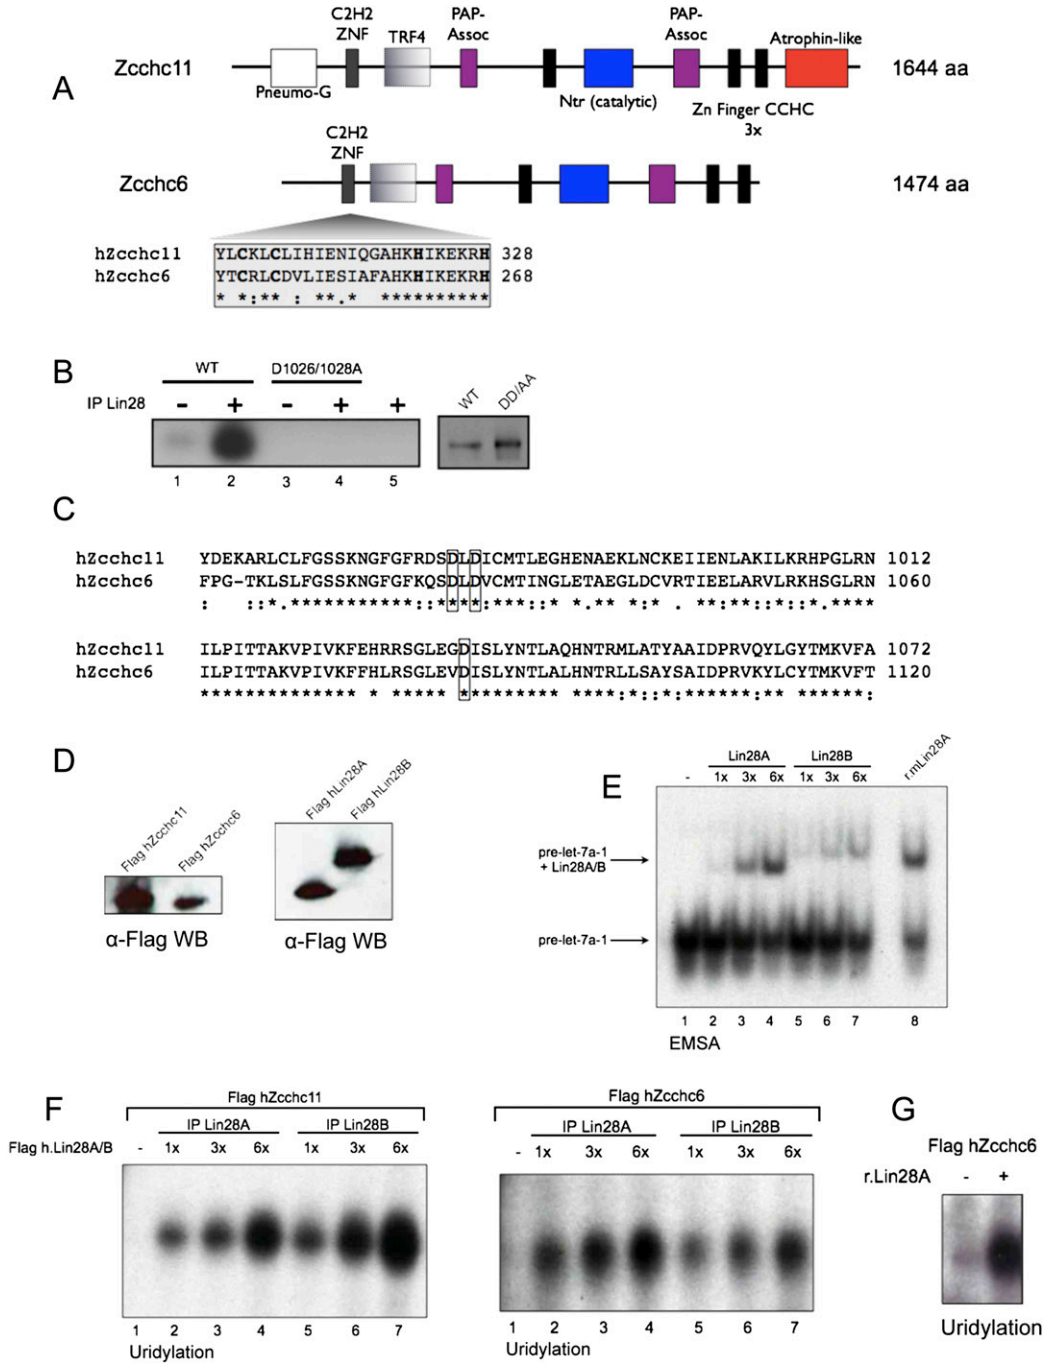 A
C2H2
ZNF
TRF4
PAP-
Assoc
PAP-
Assoc
Atrophin-like
Zcchc11
1644 aa
Pneumo-G
Ntr (catalytic)
Zn Finger CCHC
3x
C2H2
ZNF
Zcchc6
1474 aa
hZcchc11 YLCKLCLIHIENIQGAHKHIKEKRH 328
hZcchc6 YTCRLCDVLIESIAFAHKHIKEKRH 268
* *:** : **.* *********
B
WT D1026/1028A
IP Lin28 - + - + +
1 2 3 4 5
WT DD/AA
C
hZcchc11 YDEKARLCLFGSSKNGFGFRDSDLDICMTLEGHENAEKLNCKEIIENLAKILKRHPGLRN 1012
hZcchc6 FPG-TKLSLFGSSKNGFGFKQSDLDVCMTINGLETAEGLDCVRTIEELARVLRKHSGLRN 1060
hZcchc11 ILPITTAKVPIVKFEHRRSGLEGDISLYNTLAQHNTRMLATYAAIDPRVQYLGYTMKVFA 1072
hZcchc6 ILPITTAKVPIVKFFHLRSGLEVDISLYNTLALHNTRLLSAYSAIDPRVKYLCYTMKVFT 1120
D
Flag hZcchc11
Flag hZcchc6
α-Flag WB
Flag hLin28A
Flag hLin28B
α-Flag WB
E
Lin28A Lin28B r.mLin28A
- 1x 3x 6x 1x 3x 6x
pre-let-7a-1
+ Lin28A/B
pre-let-7a-1
1 2 3 4 5 6 7 8
EMSA
F
Flag hZcchc11
IP Lin28A IP Lin28B
Flag h.Lin28A/B - 1x 3x 6x 1x 3x 6x
1 2 3 4 5 6 7
Uridylation
Flag hZcchc6
IP Lin28A IP Lin28B
- 1x 3x 6x 1x 3x 6x
1 2 3 4 5 6 7
Uridylation
G
Flag hZcchc6
r.Lin28A - +
Uridylation